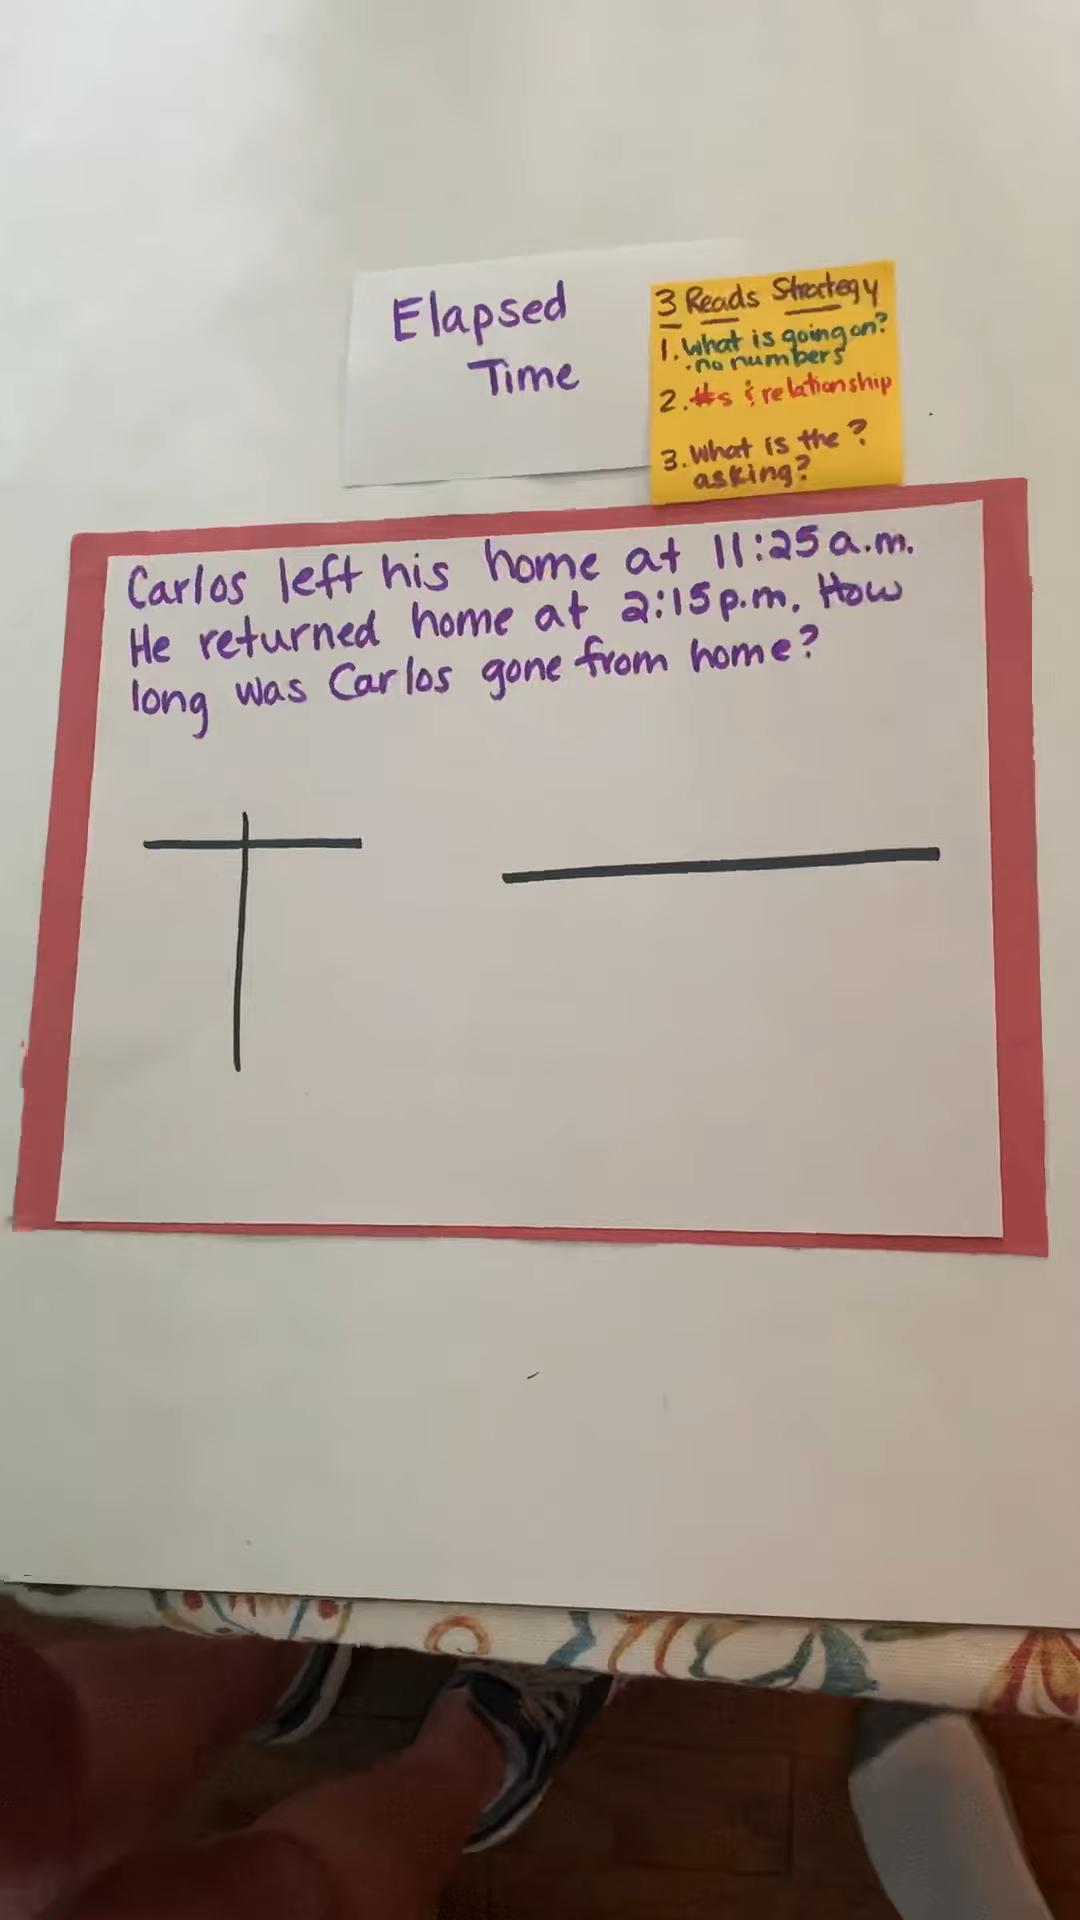 Elapsed
Time
3 Reads Strategy
1. What is going on?
. no numbers
2. #s & relationship
3. What is the ?
asking?
Carlos left his home at 11:25 a.m.
He returned home at 2:15 p.m. How
long was Carlos gone from home?